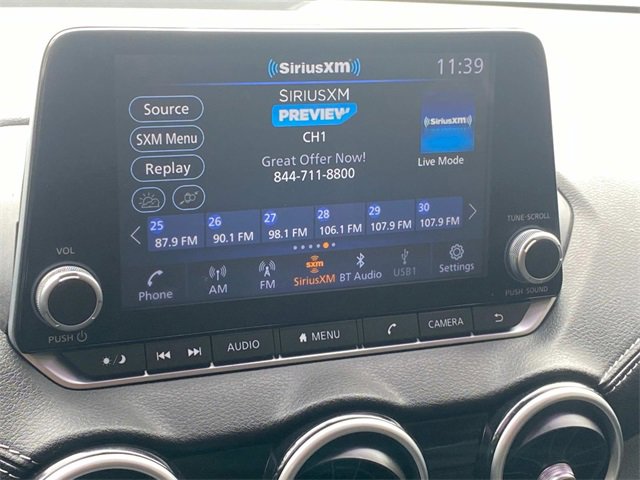 SiriusXM
11:39
Source
SXM Menu
Replay
SIRIUSXM
PREVIEW
CH1
Great Offer Now!
844-711-8800
SiriusXM
Live Mode
25 26 27 28 29 30
87.9 FM 90.1 FM 98.1 FM 106.1 FM 107.9 FM 107.9 FM
Phone AM FM SXM SiriusXM BT Audio USB1 Settings
VOL
PUSH
TUNE·SCROLL
PUSH SOUND
AUDIO MENU CAMERA